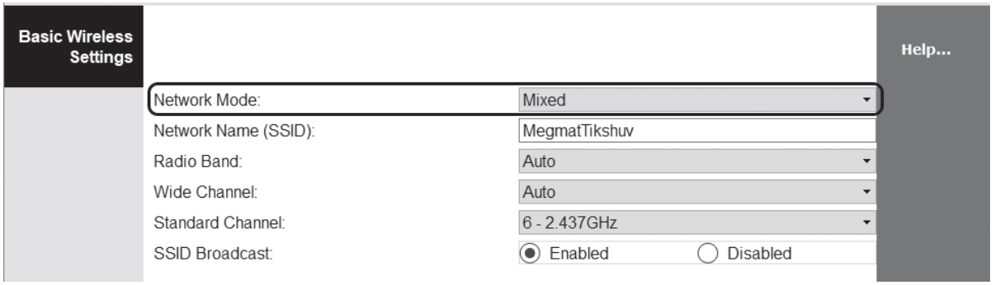 Basic Wireless
Settings
Help...
Network Mode: Mixed
Network Name (SSID): MegmatTikshuv
Radio Band: Auto
Wide Channel: Auto
Standard Channel: 6 - 2.437GHz
SSID Broadcast: Enabled Disabled